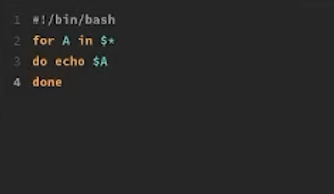 1 #!/bin/bash
2 for A in $*
3 do echo $A
4 done